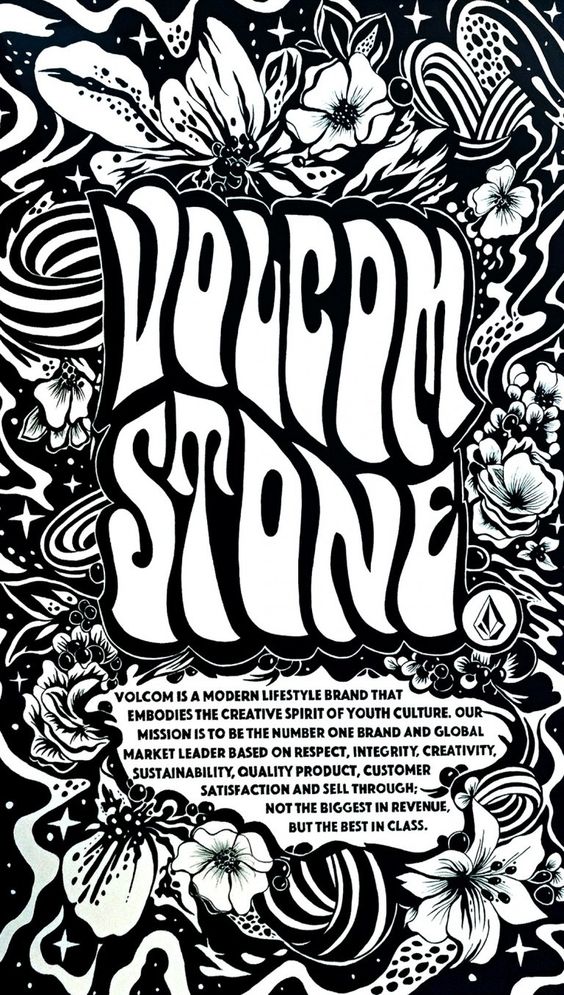 VOLCOM
STONE
VOLCOM IS A MODERN LIFESTYLE BRAND THAT
EMBODIES THE CREATIVE SPIRIT OF YOUTH CULTURE. OUR
MISSION IS TO BE THE NUMBER ONE BRAND AND GLOBAL
MARKET LEADER BASED ON RESPECT, INTEGRITY, CREATIVITY,
SUSTAINABILITY, QUALITY PRODUCT, CUSTOMER
SATISFACTION AND SELL THROUGH;
NOT THE BIGGEST IN REVENUE,
BUT THE BEST IN CLASS.